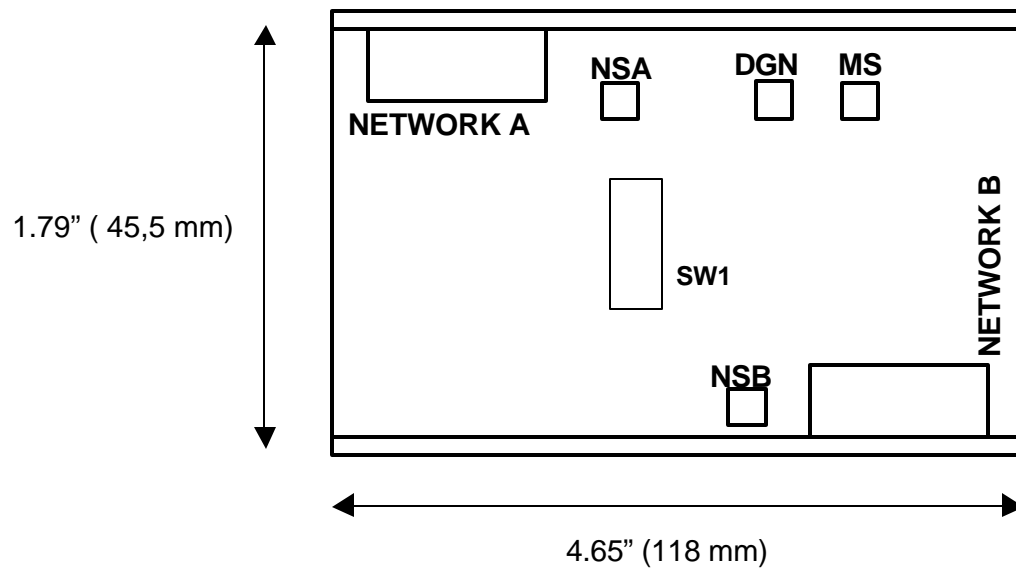 NSA
DGN
MS
NETWORK A
1.79” ( 45,5 mm)
NETWORK B
SW1
NSB
4.65” (118 mm)